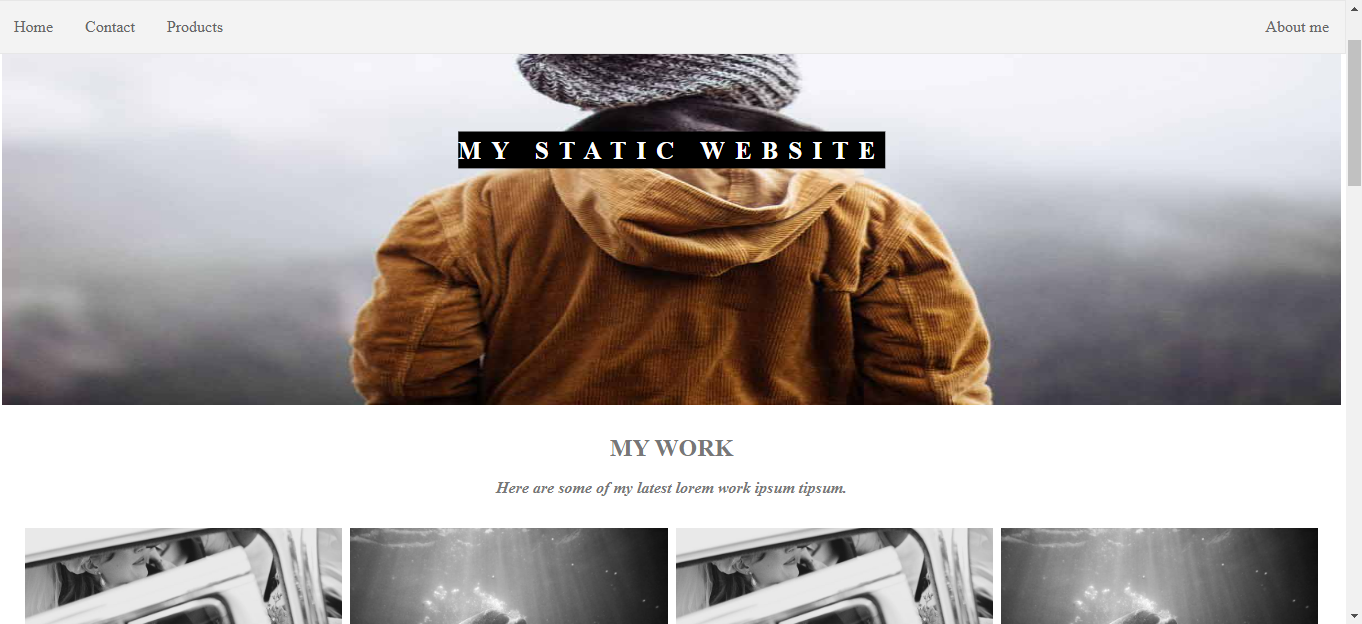 Home Contact Products About me
MY STATIC WEBSITE
MY WORK
Here are some of my latest lorem work ipsum tipsum.